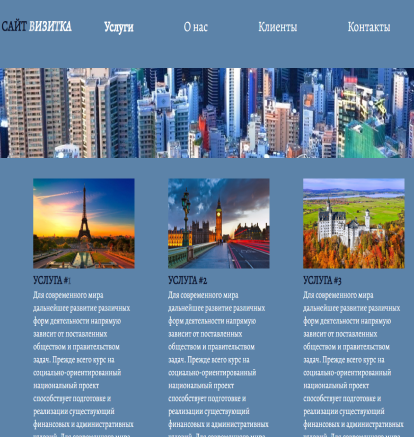 САЙТ ВИЗИТКА Услуги О нас Клиенты Контакты
УСЛУГА #1
Для современного мира
дальнейшее развитие различных
форм деятельности напрямую
зависит от поставленных
обществом и правительством
задач. Прежде всего курс на
социально-ориентированный
национальный проект
способствует подготовке и
реализации существующий
финансовых и административных
УСЛУГА #2
Для современного мира
дальнейшее развитие различных
форм деятельности напрямую
зависит от поставленных
обществом и правительством
задач. Прежде всего курс на
социально-ориентированный
национальный проект
способствует подготовке и
реализации существующий
финансовых и административных
УСЛУГА #3
Для современного мира
дальнейшее развитие различных
форм деятельности напрямую
зависит от поставленных
обществом и правительством
задач. Прежде всего курс на
социально-ориентированный
национальный проект
способствует подготовке и
реализации существующий
финансовых и административных